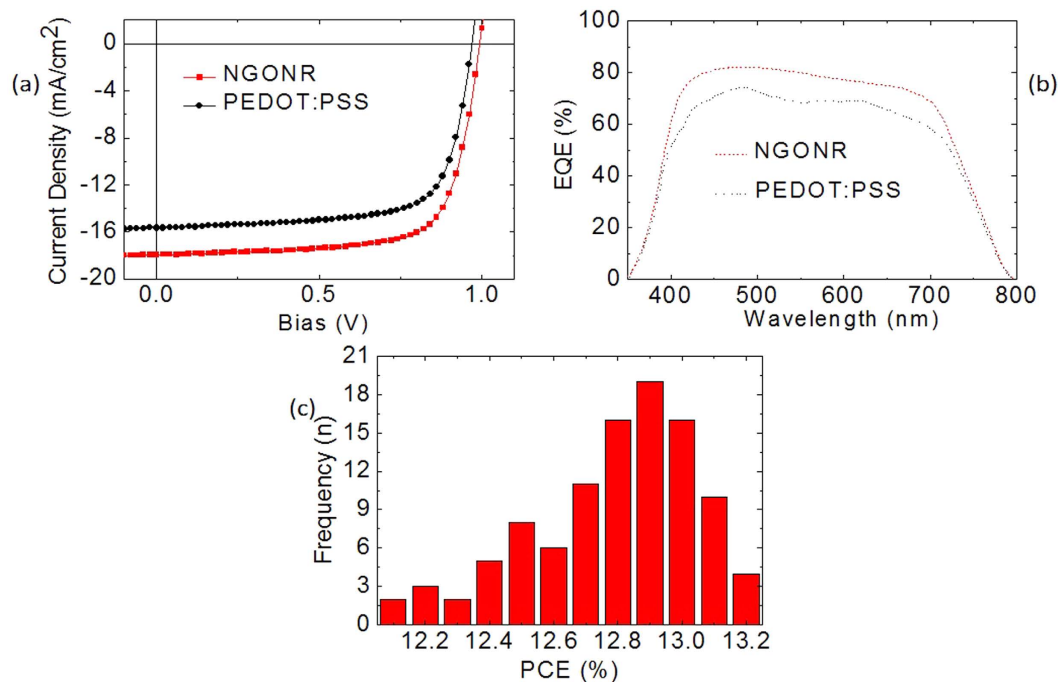 (a)
Current Density (mA/cm²)
0
-4
-8
-12
-16
-20
NGONR
PEDOT:PSS
0.0
0.5
1.0
Bias (V)
(b)
EQE (%)
100
80
60
40
20
0
NGONR
PEDOT:PSS
400
500
600
700
800
Wavelength (nm)
(c)
Frequency (n)
21
18
15
12
9
6
3
0
12.2
12.4
12.6
12.8
13.0
13.2
PCE (%)